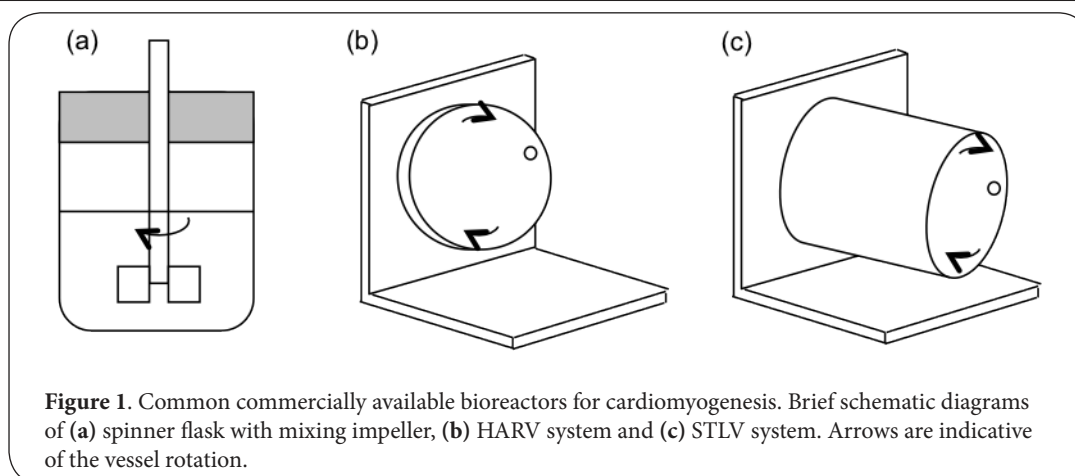 (a)
(b)
(c)
Figure 1. Common commercially available bioreactors for cardiomyogenesis. Brief schematic diagrams
of (a) spinner flask with mixing impeller, (b) HARV system and (c) STLV system. Arrows are indicative
of the vessel rotation.